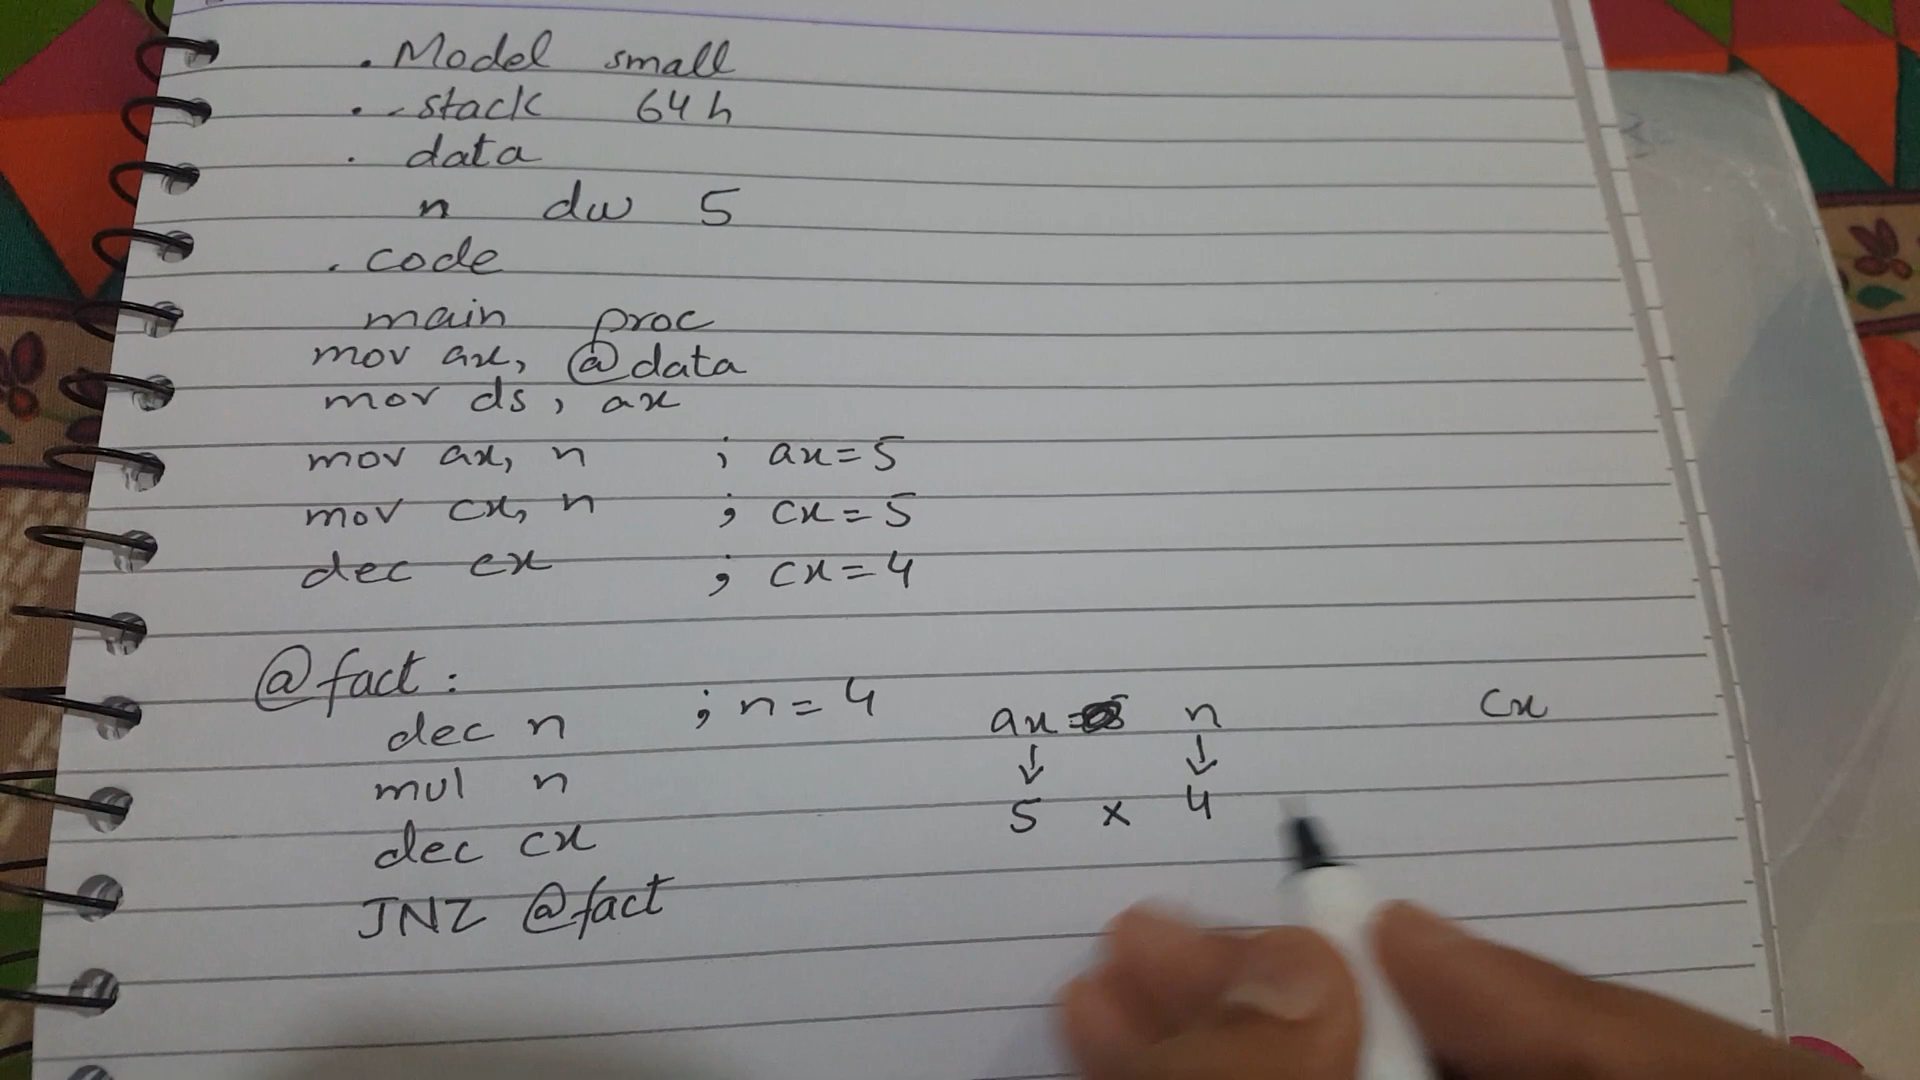 . Model small
. .stack 64h
. data
n dw 5
. code
main proc
mov ax, @data
mov ds, ax
mov ax, n ; ax=5
mov cx, n ; cx=5
dec cx ; cx=4
@fact:
dec n ; n=4
mul n
dec cx
JNZ @fact
ax n cx
↓ ↓
5 x 4